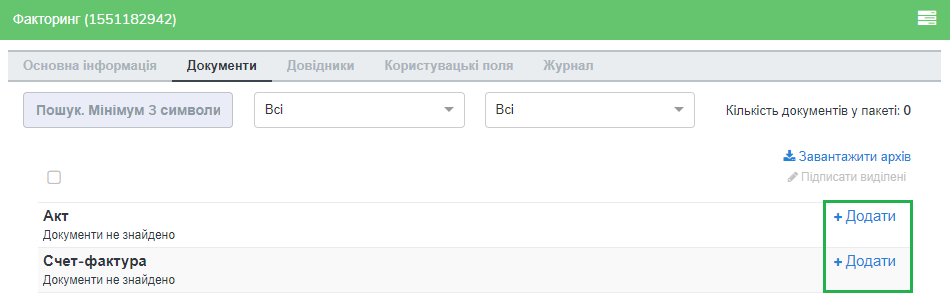 Факторинг (1551182942)
Основна інформація Документи Довідники Користувацькі поля Журнал
Пошук. Мінімум 3 символи Всі Всі Кількість документів у пакеті: 0
Завантажити архів
Підписати виділені
Акт + Додати
Документи не знайдено
Счет-фактура + Додати
Документи не знайдено